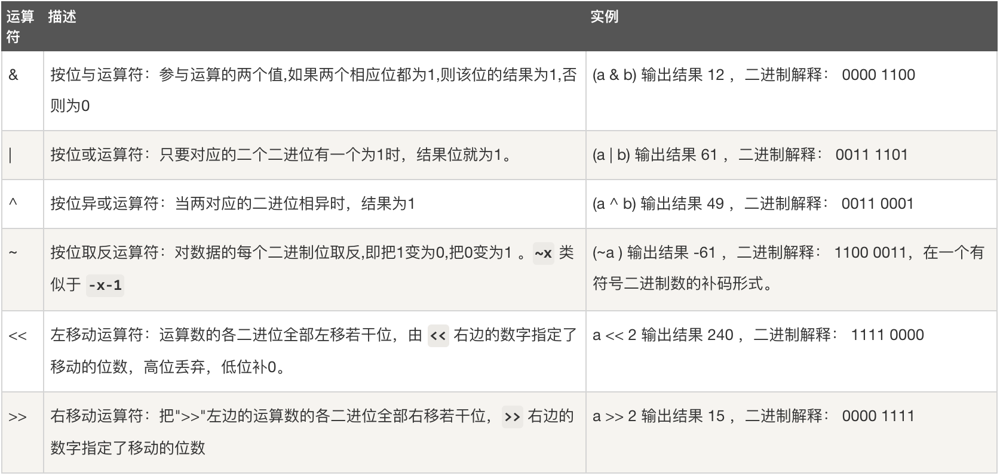 运算 描述 实例
符
& 按位与运算符：参与运算的两个值,如果两个相应位都为1,则该位的结果为1,否 (a & b) 输出结果 12 ，二进制解释： 0000 1100
则为0
| 按位或运算符：只要对应的二个二进位有一个为1时，结果位就为1。 (a | b) 输出结果 61 ，二进制解释： 0011 1101
^ 按位异或运算符：当两对应的二进位相异时，结果为1 (a ^ b) 输出结果 49 ，二进制解释： 0011 0001
~ 按位取反运算符：对数据的每个二进制位取反,即把1变为0,把0变为1 。~x 类 (~a ) 输出结果 -61 ，二进制解释： 1100 0011，在一个有
似于 -x-1 符号二进制数的补码形式。
<< 左移动运算符：运算数的各二进位全部左移若干位，由 << 右边的数字指定了 a << 2 输出结果 240 ，二进制解释： 1111 0000
移动的位数，高位丢弃，低位补0。
>> 右移动运算符：把">>"左边的运算数的各二进位全部右移若干位，>> 右边的 a >> 2 输出结果 15 ，二进制解释： 0000 1111
数字指定了移动的位数